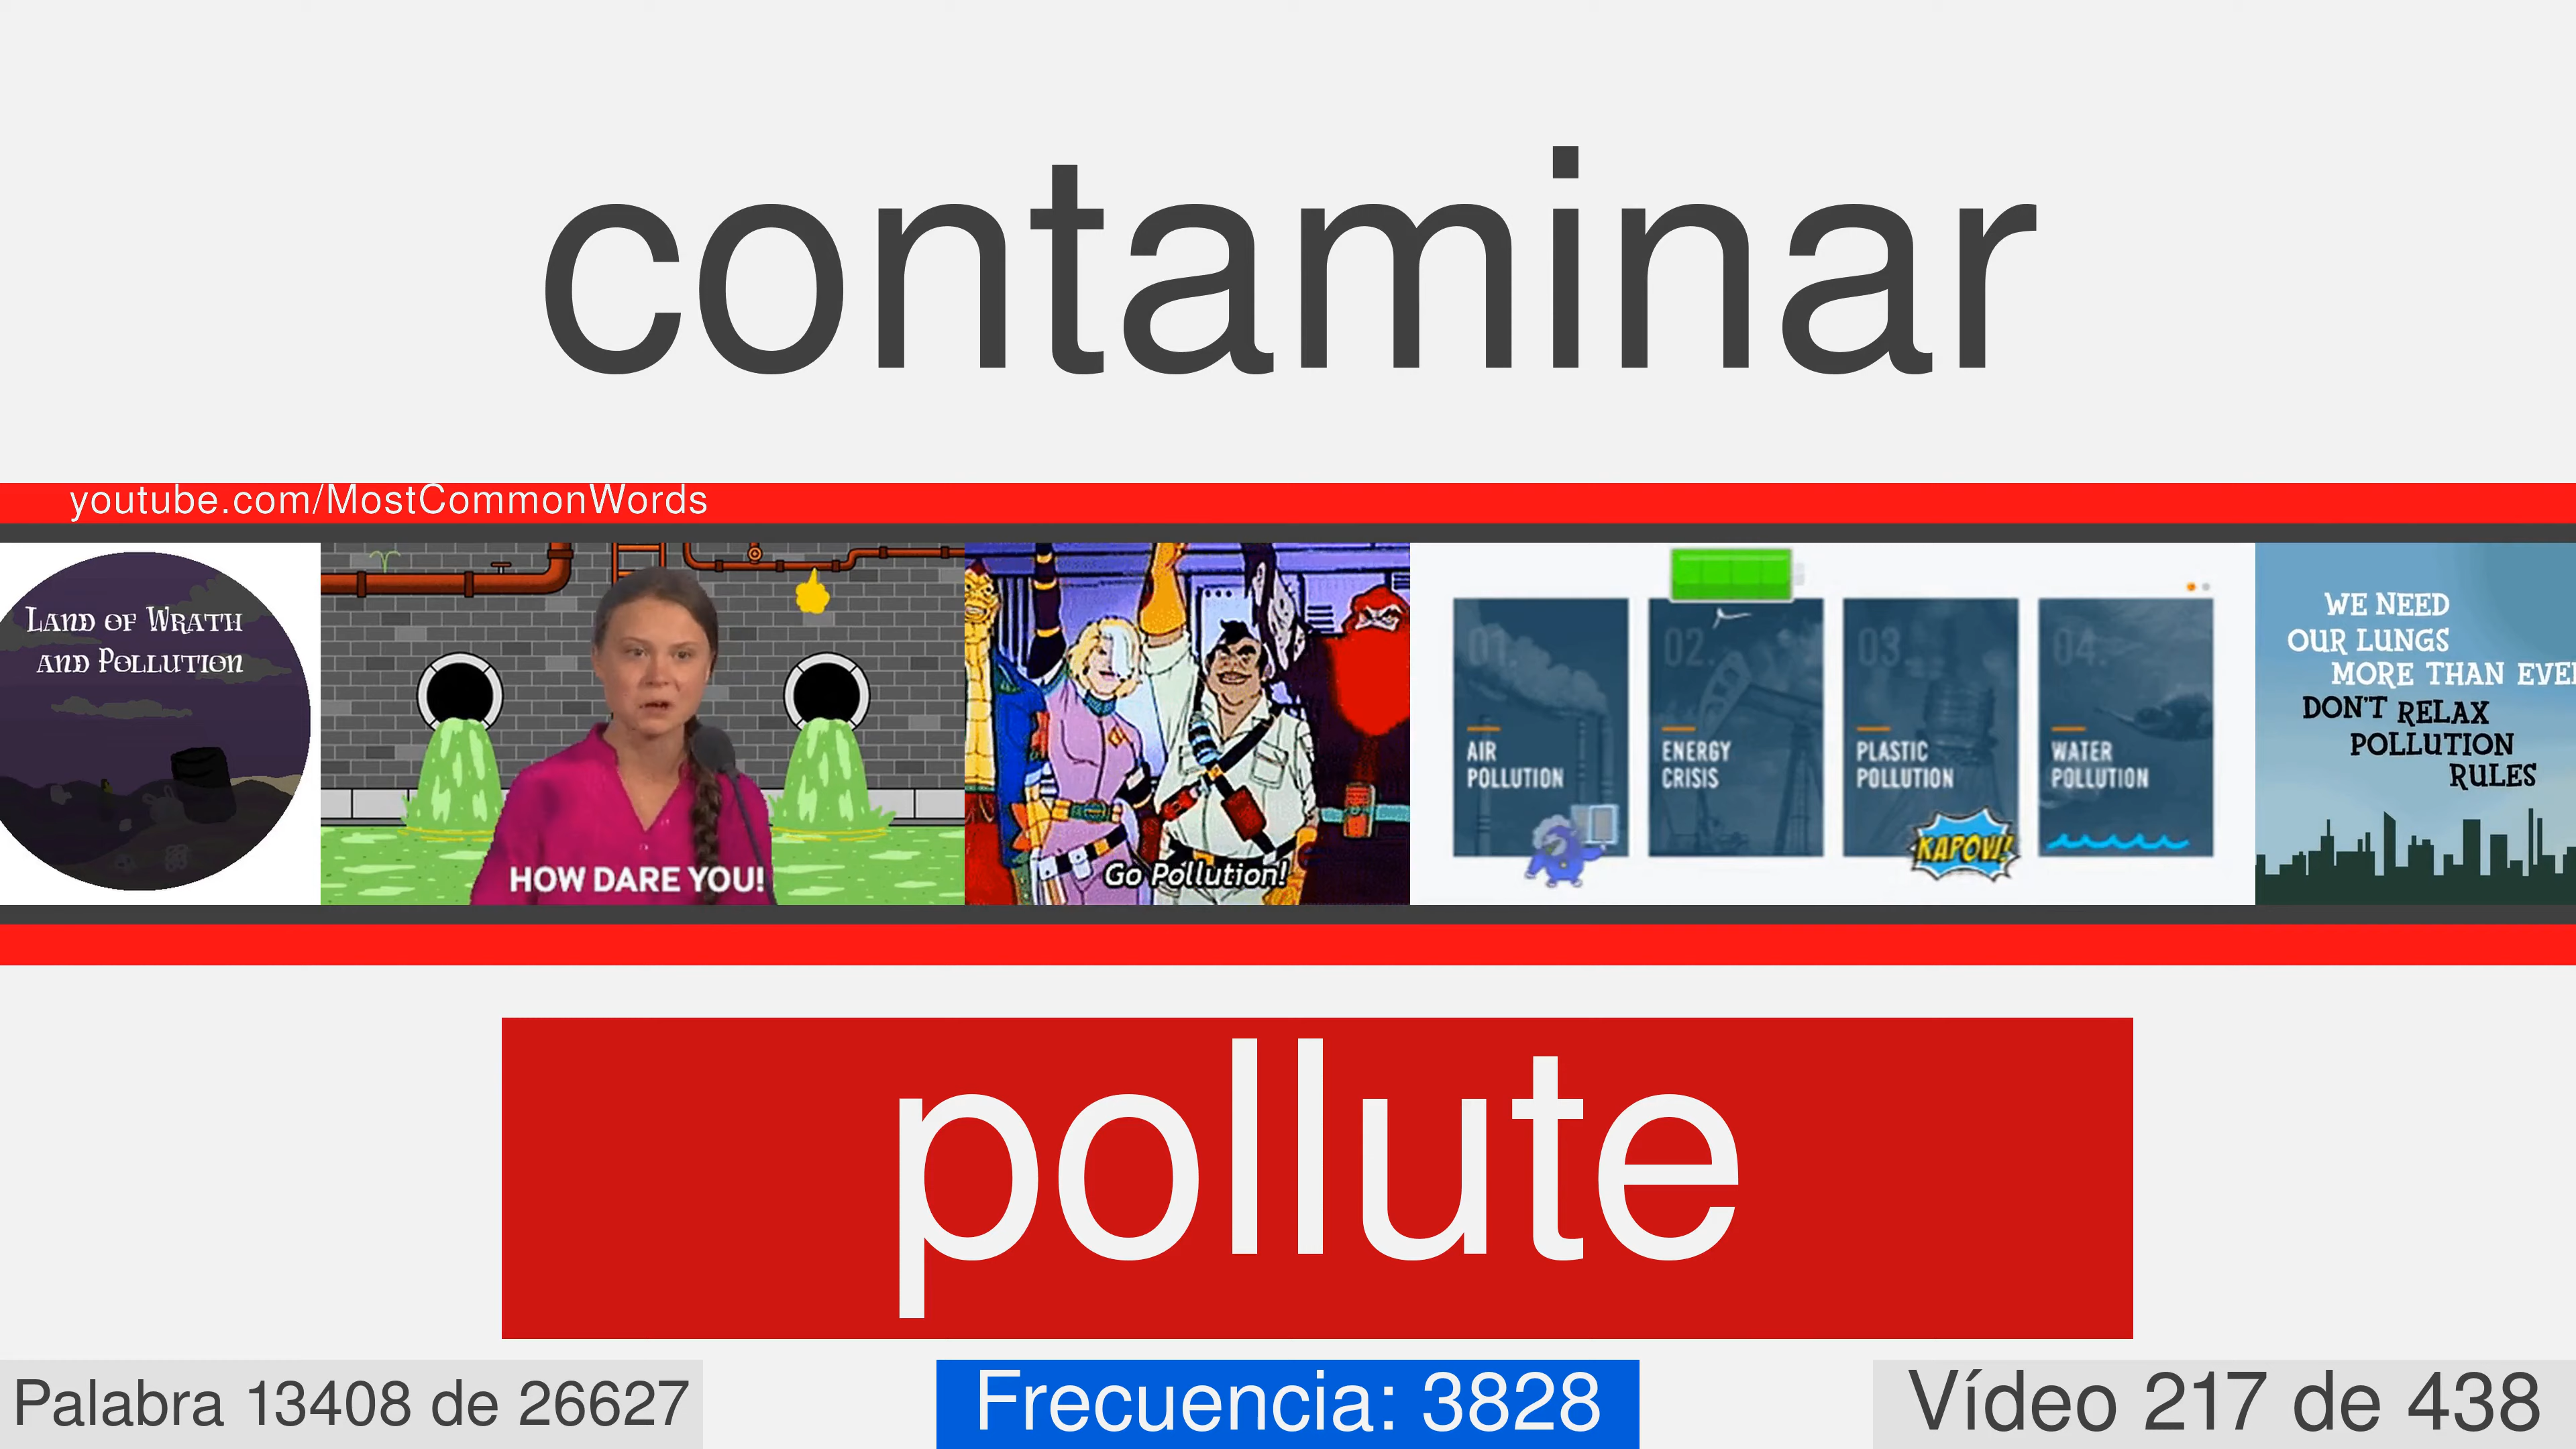 contaminar
youtube.com/MostCommonWords
LAND OF WRATH
AND POLLUTION
HOW DARE YOU!
Go Pollution!
01.
AIR
POLLUTION
02.
ENERGY
CRISIS
03.
PLASTIC
POLLUTION
KAPOW!
04.
WATER
POLLUTION
WE NEED
OUR LUNGS
MORE THAN EVE
DON'T RELAX
POLLUTION
RULES
pollute
Palabra 13408 de 26627
Frecuencia: 3828
Vídeo 217 de 438